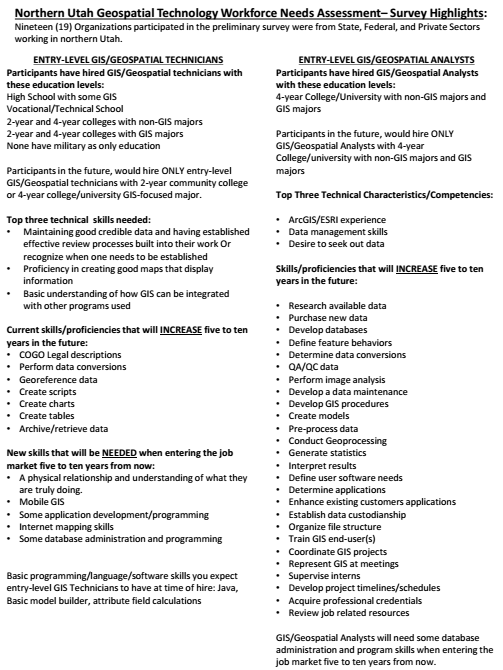 Northern Utah Geospatial Technology Workforce Needs Assessment– Survey Highlights:
Nineteen (19) Organizations participated in the preliminary survey were from State, Federal, and Private Sectors
working in northern Utah.
ENTRY-LEVEL GIS/GEOSPATIAL TECHNICIANS
Participants have hired GIS/Geospatial technicians with
these education levels:
High School with some GIS
Vocational/Technical School
2-year and 4-year colleges with non-GIS majors
2-year and 4-year colleges with GIS majors
None have military as only education
Participants in the future, would hire ONLY entry-level
GIS/Geospatial technicians with 2-year community college
or 4-year college/university GIS-focused major.
Top three technical skills needed:
• Maintaining good credible data and having established
effective review processes built into their work Or
recognize when one needs to be established
• Proficiency in creating good maps that display
information
• Basic understanding of how GIS can be integrated
with other programs used
Current skills/proficiencies that will INCREASE five to ten
years in the future:
• COGO Legal descriptions
• Perform data conversions
• Georeference data
• Create scripts
• Create charts
• Create tables
• Archive/retrieve data
New skills that will be NEEDED when entering the job
market five to ten years from now:
• A physical relationship and understanding of what they
are truly doing.
• Mobile GIS
• Some application development/programming
• Internet mapping skills
• Some database administration and programming
Basic programming/language/software skills you expect
entry-level GIS Technicians to have at time of hire: Java,
Basic model builder, attribute field calculations
ENTRY-LEVEL GIS/GEOSPATIAL ANALYSTS
Participants have hired GIS/Geospatial Analysts
with these education levels:
4-year College/University with non-GIS majors and
GIS majors
Participants in the future, would hire ONLY
GIS/Geospatial Analysts with 4-year
College/university with non-GIS majors and GIS
majors
Top Three Technical Characteristics/Competencies:
• ArcGIS/ESRI experience
• Data management skills
• Desire to seek out data
Skills/proficiencies that will INCREASE five to ten
years in the future:
• Research available data
• Purchase new data
• Develop databases
• Define feature behaviors
• Determine data conversions
• QA/QC data
• Perform image analysis
• Develop a data maintenance
• Develop GIS procedures
• Create models
• Pre-process data
• Conduct Geoprocessing
• Generate statistics
• Interpret results
• Define user software needs
• Determine applications
• Enhance existing customers applications
• Establish data custodianship
• Organize file structure
• Train GIS end-user(s)
• Coordinate GIS projects
• Represent GIS at meetings
• Supervise interns
• Develop project timelines/schedules
• Acquire professional credentials
• Review job related resources
GIS/Geospatial Analysts will need some database
administration and program skills when entering the
job market five to ten years from now.